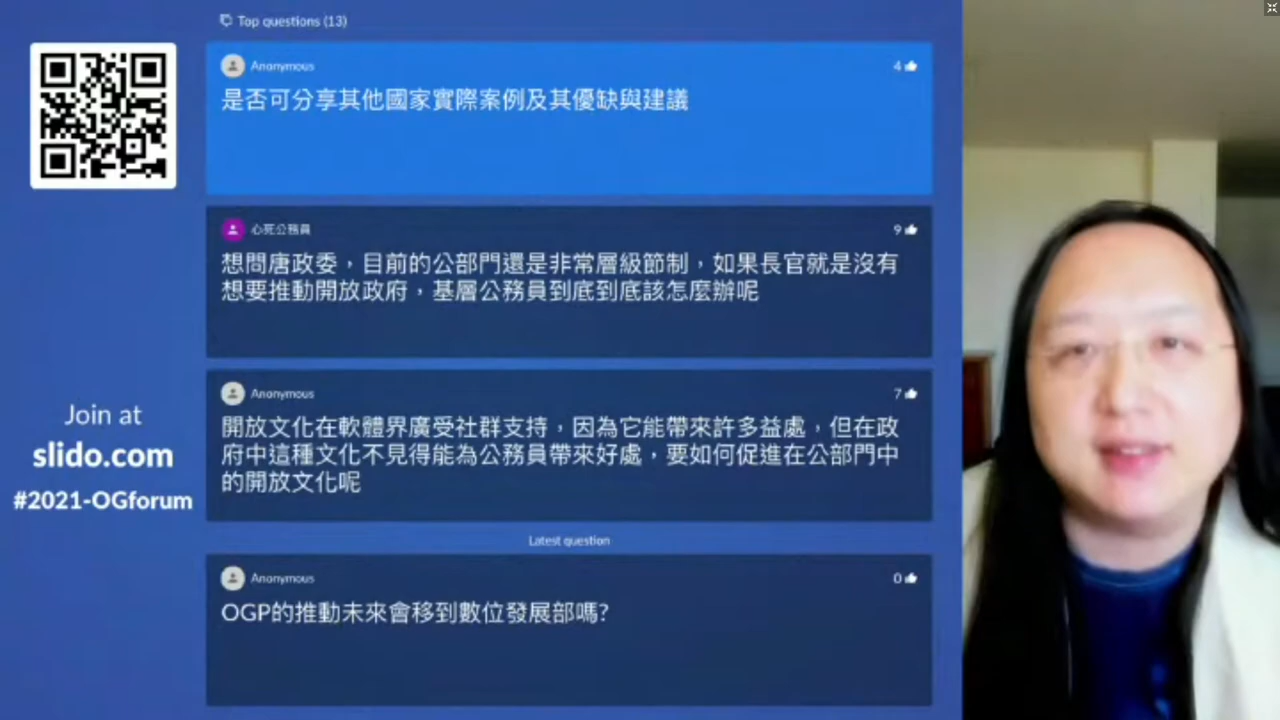 Top questions (13)
Anonymous
4
是否可分享其他國家實際案例及其優缺與建議
心死公務員
9
想問唐政委，目前的公部門還是非常層級節制，如果長官就是沒有
想要推動開放政府，基層公務員到底到底該怎麼辦呢
Anonymous
7
開放文化在軟體界廣受社群支持，因為它能帶來許多益處，但在政
府中這種文化不見得能為公務員帶來好處，要如何促進在公部門中
的開放文化呢
Join at
slido.com
#2021-OGforum
Latest question
Anonymous
0
OGP的推動未來會移到數位發展部嗎?